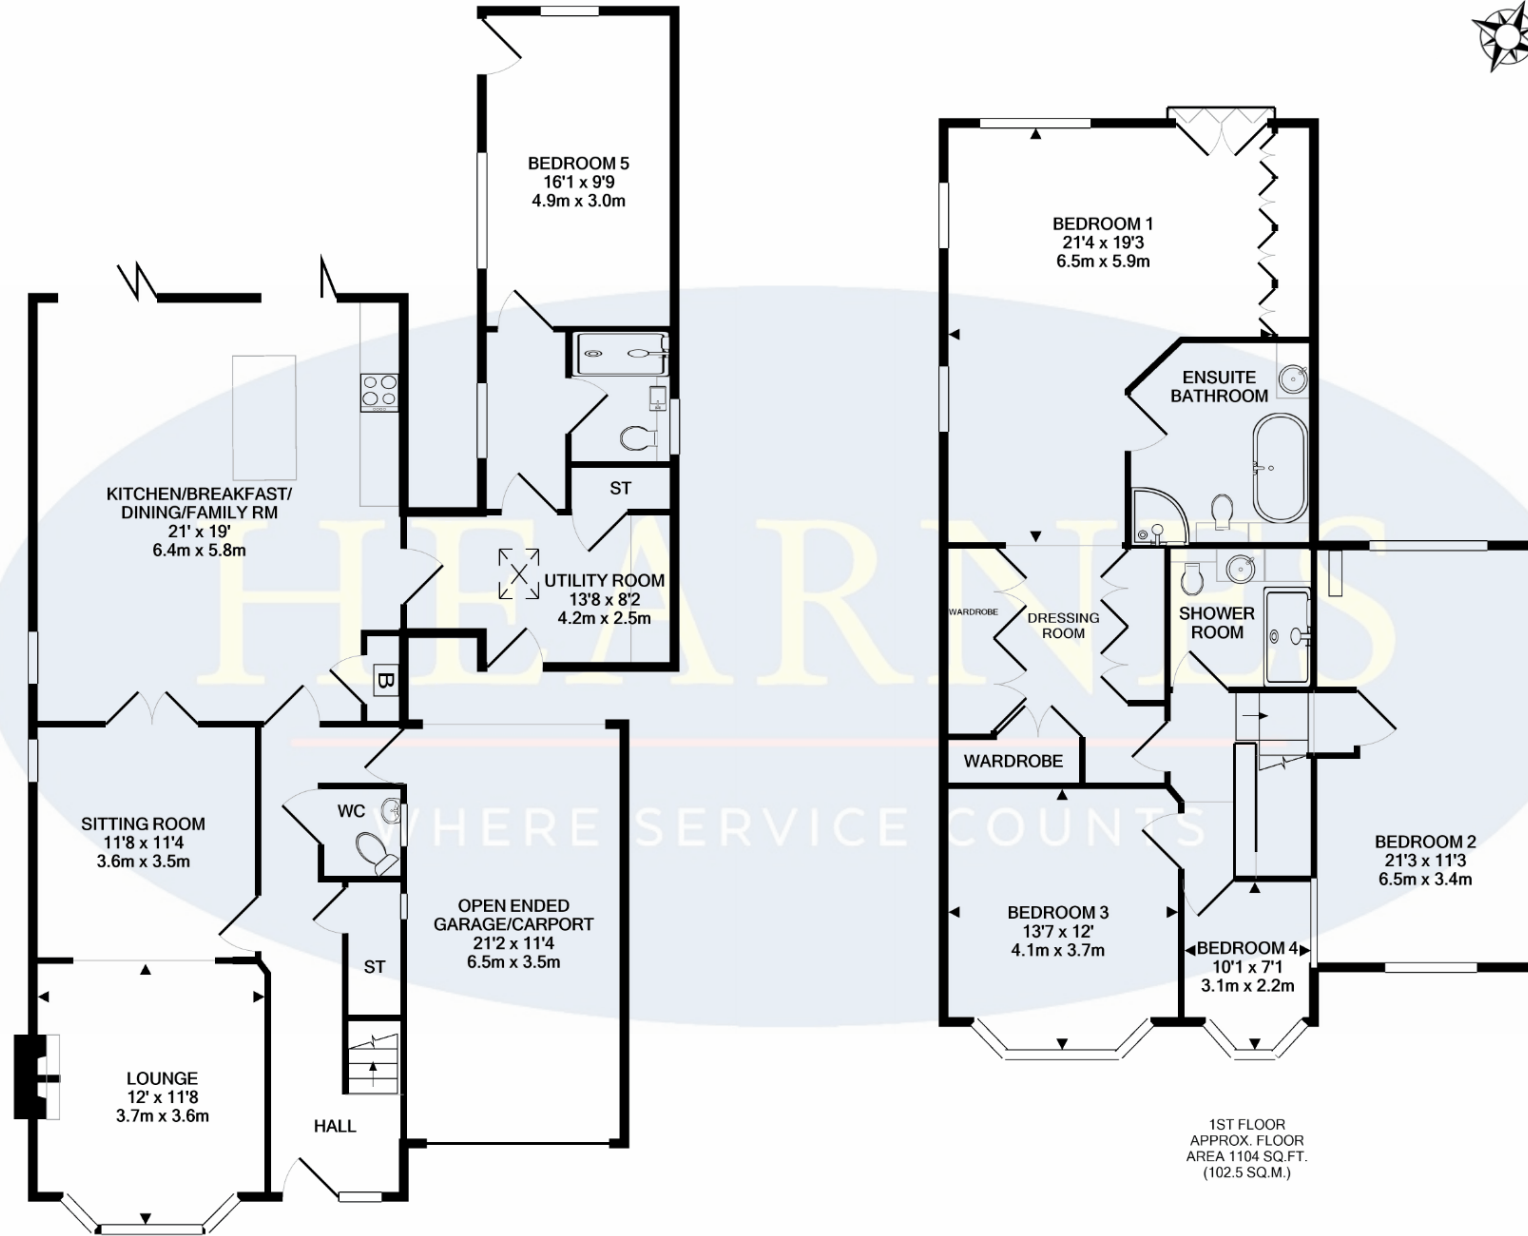 BEDROOM 5
16'1 x 9'9
4.9m x 3.0m
KITCHEN/BREAKFAST/
DINING/FAMILY RM
21' x 19'
6.4m x 5.8m
ST
UTILITY ROOM
13'8 x 8'2
4.2m x 2.5m
B
SITTING ROOM
11'8 x 11'4
3.6m x 3.5m
WC
OPEN ENDED
GARAGE/CARPORT
21'2 x 11'4
6.5m x 3.5m
ST
LOUNGE
12' x 11'8
3.7m x 3.6m
HALL
BEDROOM 1
21'4 x 19'3
6.5m x 5.9m
ENSUITE
BATHROOM
WARDROBE
DRESSING
ROOM
SHOWER
ROOM
WARDROBE
BEDROOM 2
21'3 x 11'3
6.5m x 3.4m
BEDROOM 3
13'7 x 12'
4.1m x 3.7m
BEDROOM 4
10'1 x 7'1
3.1m x 2.2m
1ST FLOOR
APPROX. FLOOR
AREA 1104 SQ.FT.
(102.5 SQ.M.)
HEARNES
WHERE SERVICE COUNTS